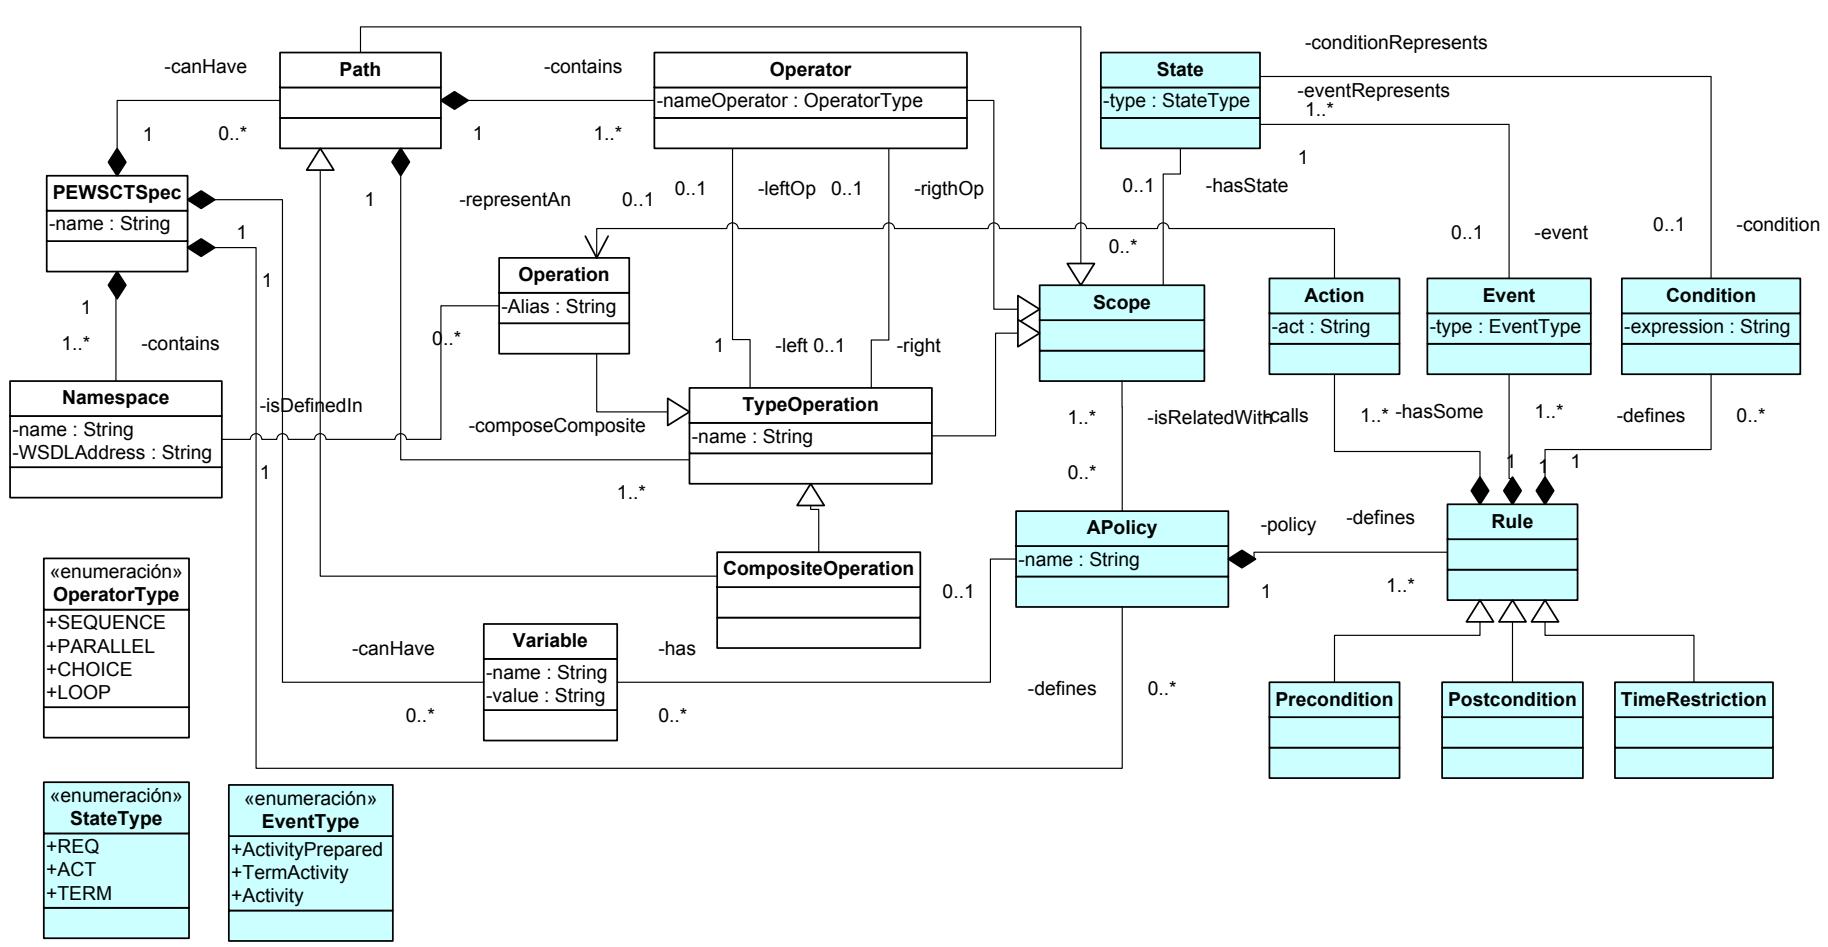 -canHave
Path
-contains
Operator
-nameOperator : OperatorType
State
-type : StateType
-conditionRepresents
-eventRepresents
1..*
1
0..*
1
1..*
1
PEWSCTSpec
-name : String
1
1
1
-representAn
0..1
0..1
-leftOp
0..1
-rigthOp
0..1
-hasState
0..*
0..1
-event
0..1
-condition
Operation
-Alias : String
Scope
Action
-act : String
Event
-type : EventType
Condition
-expression : String
1
1..*
-contains
0..*
1
-left
0..1
-right
Namespace
-name : String
-WSDLAddress : String
-isDefinedIn
-composeComposite
TypeOperation
-name : String
1..*
-isRelatedWith
-calls
1..*
-hasSome
1..*
-defines
0..*
1
1..*
0..*
1
1
1
APolicy
-name : String
-policy
-defines
Rule
1
1..*
CompositeOperation
0..1
«enumeración»
OperatorType
+SEQUENCE
+PARALLEL
+CHOICE
+LOOP
-canHave
0..*
Variable
-name : String
-value : String
-has
0..*
-defines
0..*
Precondition
Postcondition
TimeRestriction
«enumeración»
StateType
+REQ
+ACT
+TERM
«enumeración»
EventType
+ActivityPrepared
+TermActivity
+Activity